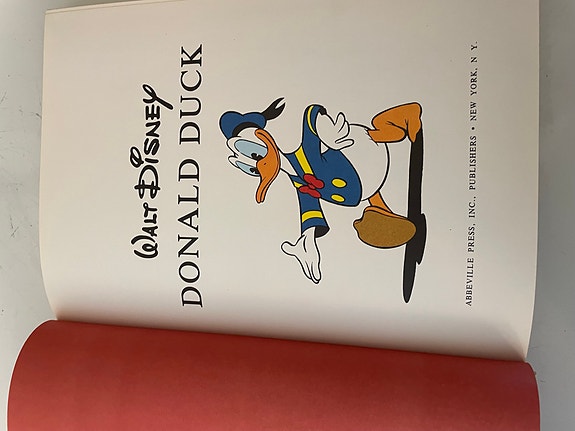 WALT DISNEY
DONALD DUCK
ABBEVILLE PRESS, INC., PUBLISHERS • NEW YORK, N. Y.